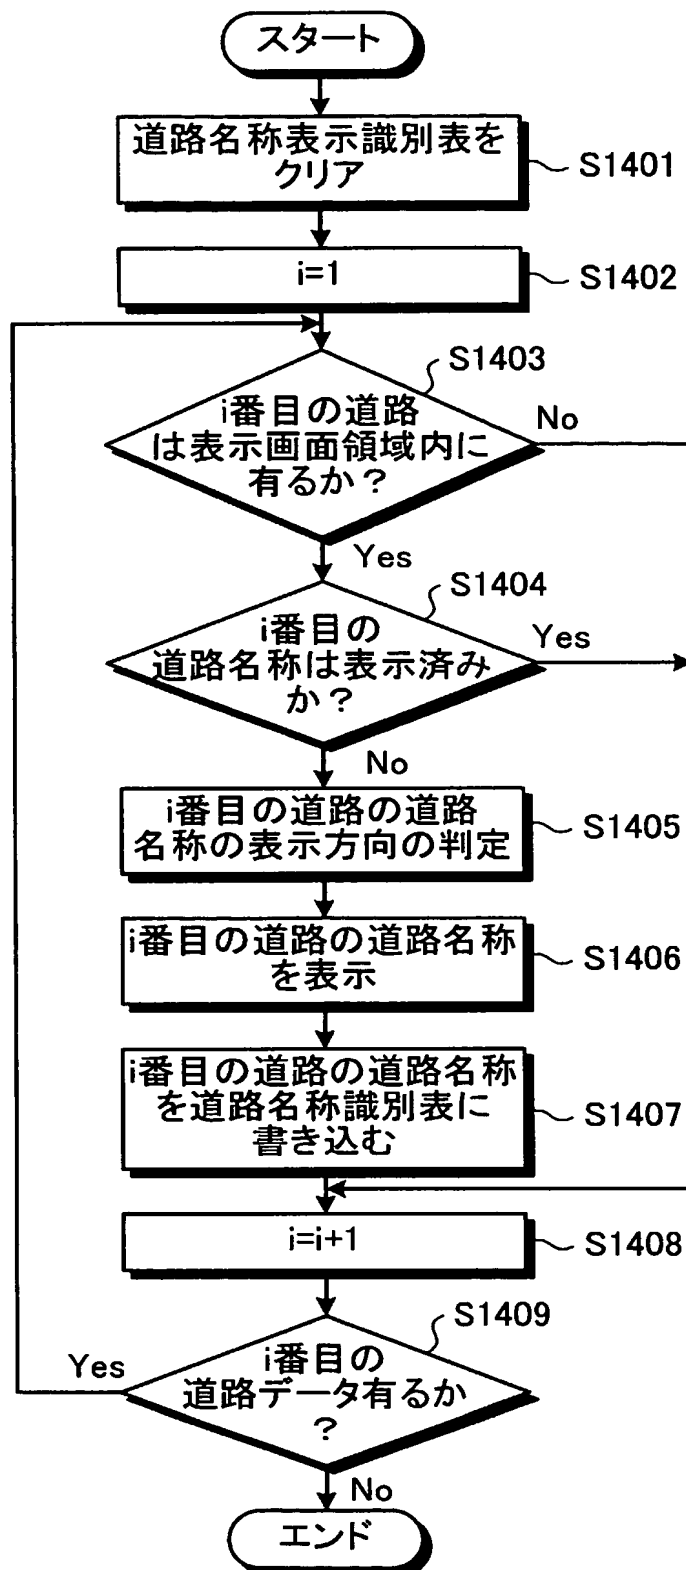 スタート
道路名称表示識別表を
クリア
S1401
i=1
S1402
S1403
i番目の道路
は表示画面領域内に
有るか？
No
Yes
S1404
i番目の
道路名称は表示済み
か？
Yes
No
i番目の道路の道路
名称の表示方向の判定
S1405
i番目の道路の道路名称
を表示
S1406
i番目の道路の道路名称
を道路名称識別表に
書き込む
S1407
i=i+1
S1408
S1409
Yes
i番目の
道路データ有るか
？
No
エンド